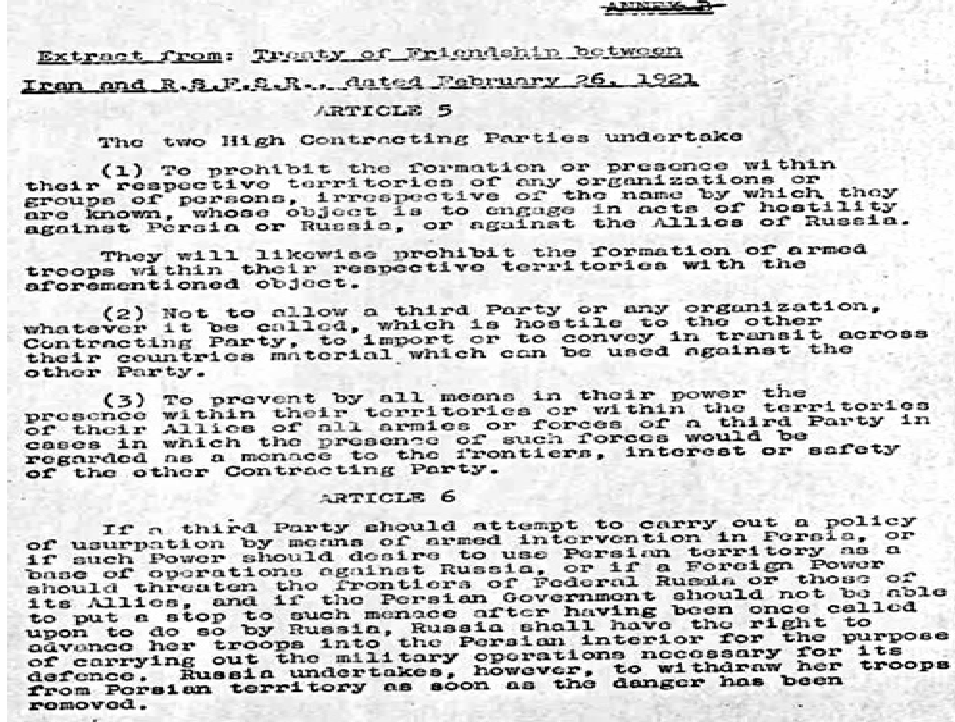 ANNEX
Extract from: Treaty of Friendship between
Iran and R.S.F.S.R., dated February 26, 1921
ARTICLE 5
The two High Contracting Parties undertake
(1) To prohibit the formation or presence within
their respective territories of any organizations or
groups of persons, irrespective of the name by which they
are known, whose object is to engage in acts of hostility
against Persia or Russia, or against the Allies of Russia.
They will likewise prohibit the formation of armed
troops within their respective territories with the
aforementioned object.
(2) Not to allow a third Party or any organization,
whatever it be called, which is hostile to the other
Contracting Party, to import or to convey in transit across
their countries material which can be used against the
other Party.
(3) To prevent by all means in their power the
presence within their territories or within the territories
of their Allies of all armies or forces of a third Party in
cases in which the presence of such forces would be
regarded as a menace to the frontiers, interest or safety
of the other Contracting Party.
ARTICLE 6
If a third Party should attempt to carry out a policy
of usurpation by means of armed intervention in Persia, or
if such Power should desire to use Persian territory as a
base of operations against Russia, or if a Foreign Power
should threaten the frontiers of Federal Russia or those of
its Allies, and if the Persian Government should not be able
to put a stop to such menace after having been once called
upon to do so by Russia, Russia shall have the right to
advance her troops into the Persian interior for the purpose
of carrying out the military operations necessary for its
defence. Russia undertakes, however, to withdraw her troops
from Persian territory as soon as the danger has been
removed.